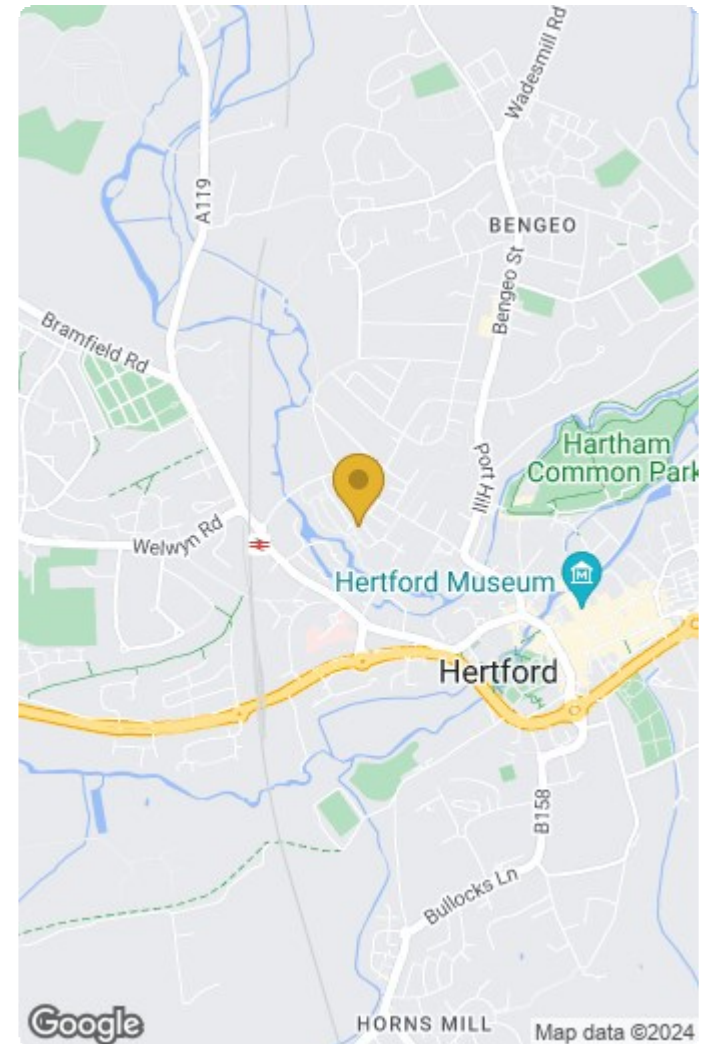 Wadesmill Rd
A119
BENGEO
Bengeo St
Bramfield Rd
Hartham
Common Park
Port Hill
Welwyn Rd
Hertford Museum
M
Hertford
B158
Bullocks Ln
HORNS MILL
Google
Map data ©2024